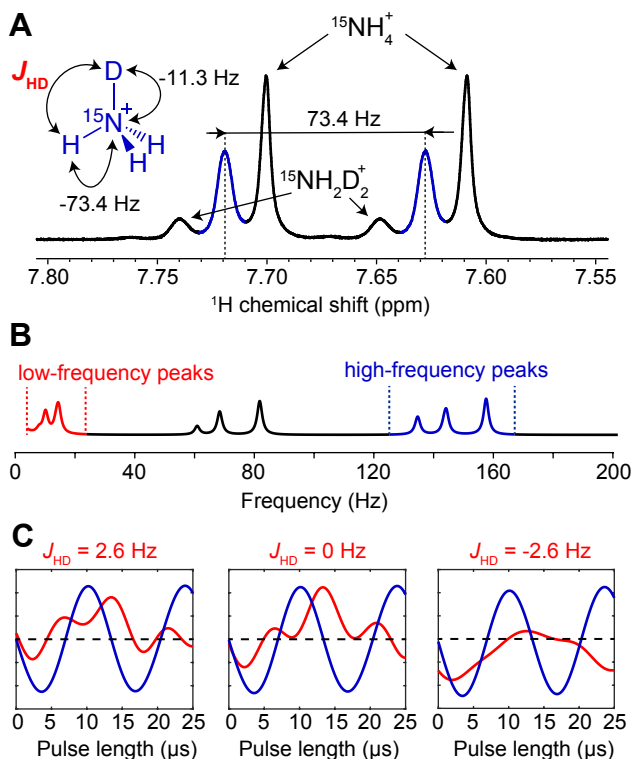 A
J_HD
D
-11.3 Hz
15N+
H
H
H
-73.4 Hz
^15NH_4^+
73.4 Hz
^15NH_2D_2^+
7.80 7.75 7.70 7.65 7.60 7.55
^1H chemical shift (ppm)
B
low-frequency peaks
high-frequency peaks
0 40 80 120 160 200
Frequency (Hz)
C
J_HD = 2.6 Hz J_HD = 0 Hz J_HD = -2.6 Hz
0 5 10 15 20 25 0 5 10 15 20 25 0 5 10 15 20 25
Pulse length (µs) Pulse length (µs) Pulse length (µs)